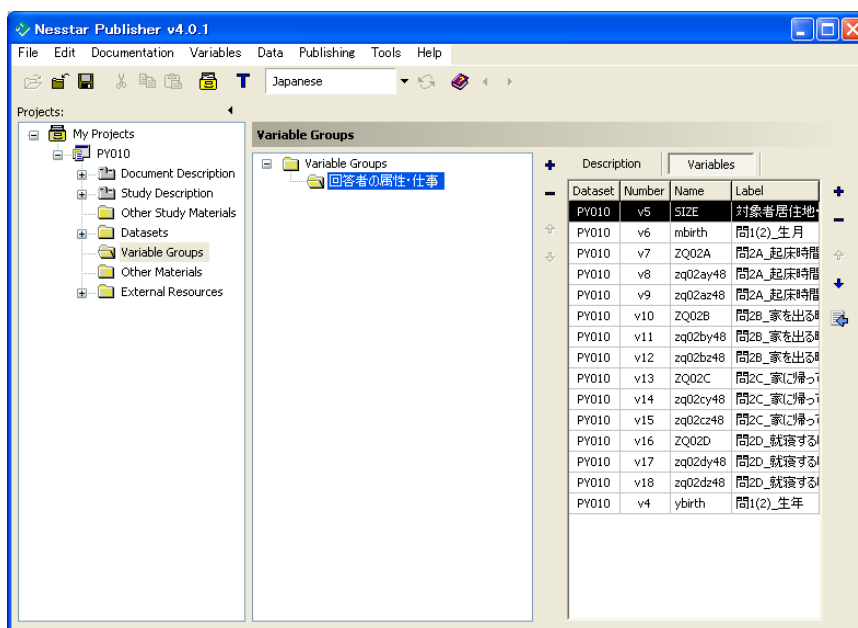 Nesstar Publisher v4.0.1
File Edit Documentation Variables Data Publishing Tools Help
T Japanese
Projects:
My Projects
PY010
Document Description
Study Description
Other Study Materials
Datasets
Variable Groups
Other Materials
External Resources
Variable Groups
Variable Groups
回答者の属性・仕事
Description Variables
Dataset Number Name Label
PY010 v5 SIZE 対象者居住地・
PY010 v6 mbirth 問1(2)_生月
PY010 v7 ZQ02A 問2A_起床時間
PY010 v8 zq02ay48 問2A_起床時間
PY010 v9 zq02az48 問2A_起床時間
PY010 v10 ZQ02B 問2B_家を出る
PY010 v11 zq02by48 問2B_家を出る
PY010 v12 zq02bz48 問2B_家を出る
PY010 v13 ZQ02C 問2C_家に帰っ
PY010 v14 zq02cy48 問2C_家に帰っ
PY010 v15 zq02cz48 問2C_家に帰っ
PY010 v16 ZQ02D 問2D_就寝する
PY010 v17 zq02dy48 問2D_就寝する
PY010 v18 zq02dz48 問2D_就寝する
PY010 v4 ybirth 問1(2)_生年